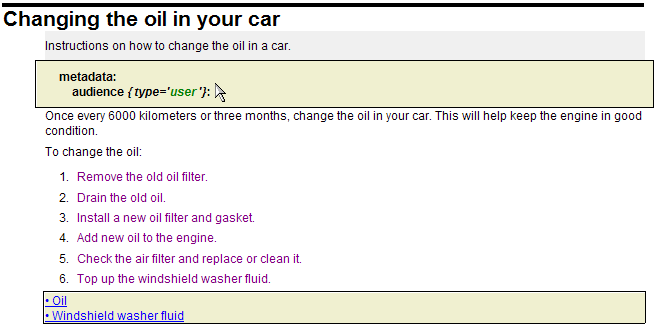 Changing the oil in your car
Instructions on how to change the oil in a car.
metadata:
audience {type='user'}:
Once every 6000 kilometers or three months, change the oil in your car. This will help keep the engine in good
condition.
To change the oil:
1. Remove the old oil filter.
2. Drain the old oil.
3. Install a new oil filter and gasket.
4. Add new oil to the engine.
5. Check the air filter and replace or clean it.
6. Top up the windshield washer fluid.
• Oil
• Windshield washer fluid